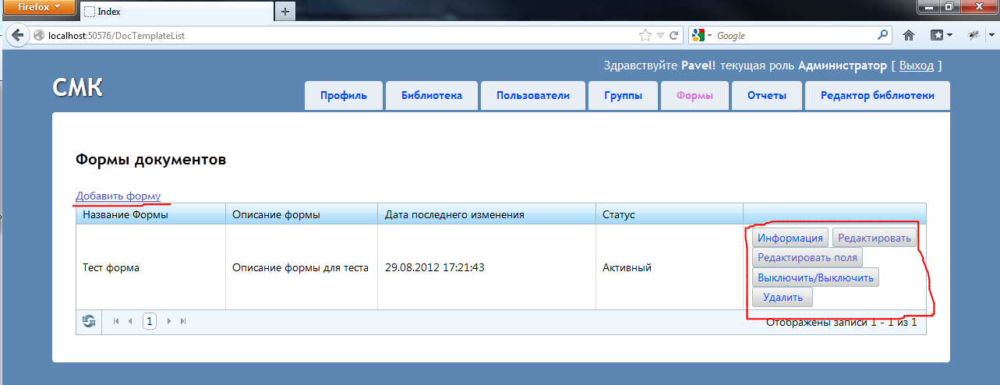 Firefox
Index
localhost:50576/DocTemplateList
Google
Здравствуйте Pavel! текущая роль Администратор [ Выход ]
СМК
Профиль Библиотека Пользователи Группы Формы Отчеты Редактор библиотеки
Формы документов
Добавить форму
Название Формы Описание формы Дата последнего изменения Статус
Информация Редактировать
Редактировать поля
Тест форма Описание формы для теста 29.08.2012 17:21:43 Активный
Выключить/Выключить
Удалить
1 Отображены записи 1 - 1 из 1